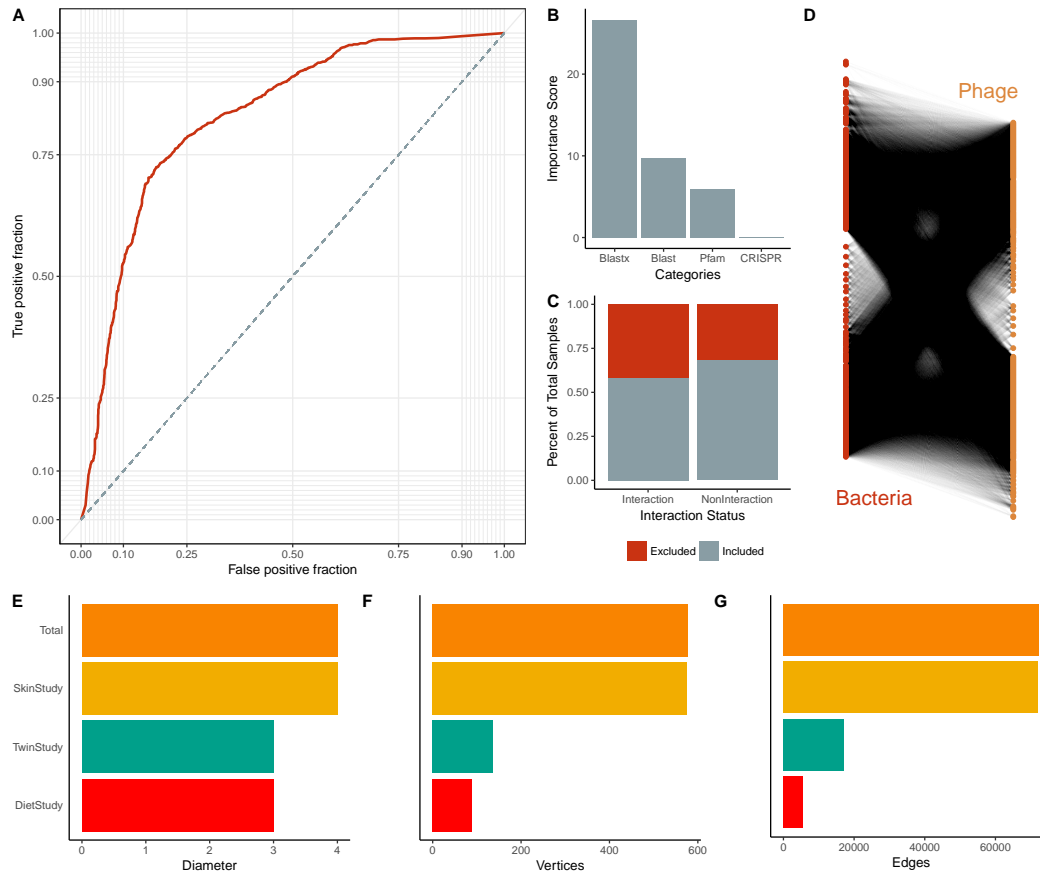 A
1.00
0.90
0.75
0.50
0.25
0.10
0.00
True positive fraction
0.00 0.10 0.25 0.50 0.75 0.90 1.00
False positive fraction
B
20
10
0
Importance Score
Blastx Blast Pfam CRISPR
Categories
C
1.00
0.75
0.50
0.25
0.00
Percent of Total Samples
Interaction NonInteraction
Interaction Status
Excluded Included
D
Phage
Bacteria
E
Total
SkinStudy
TwinStudy
DietStudy
0 1 2 3 4
Diameter
F
0 200 400 600
Vertices
G
0 20000 40000 60000
Edges